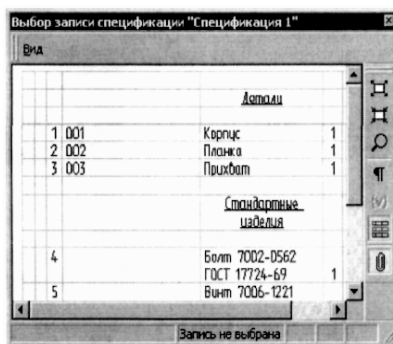 Выбор записи спецификации "Спецификация 1"
Вид
Детали
1 001 Корпус 1
2 002 Планка 1
3 003 Прихват 1
Стандартные
изделия
4 Болт 7002-0562
ГОСТ 17724-69 1
5 Винт 7006-1221
Запись не выбрана